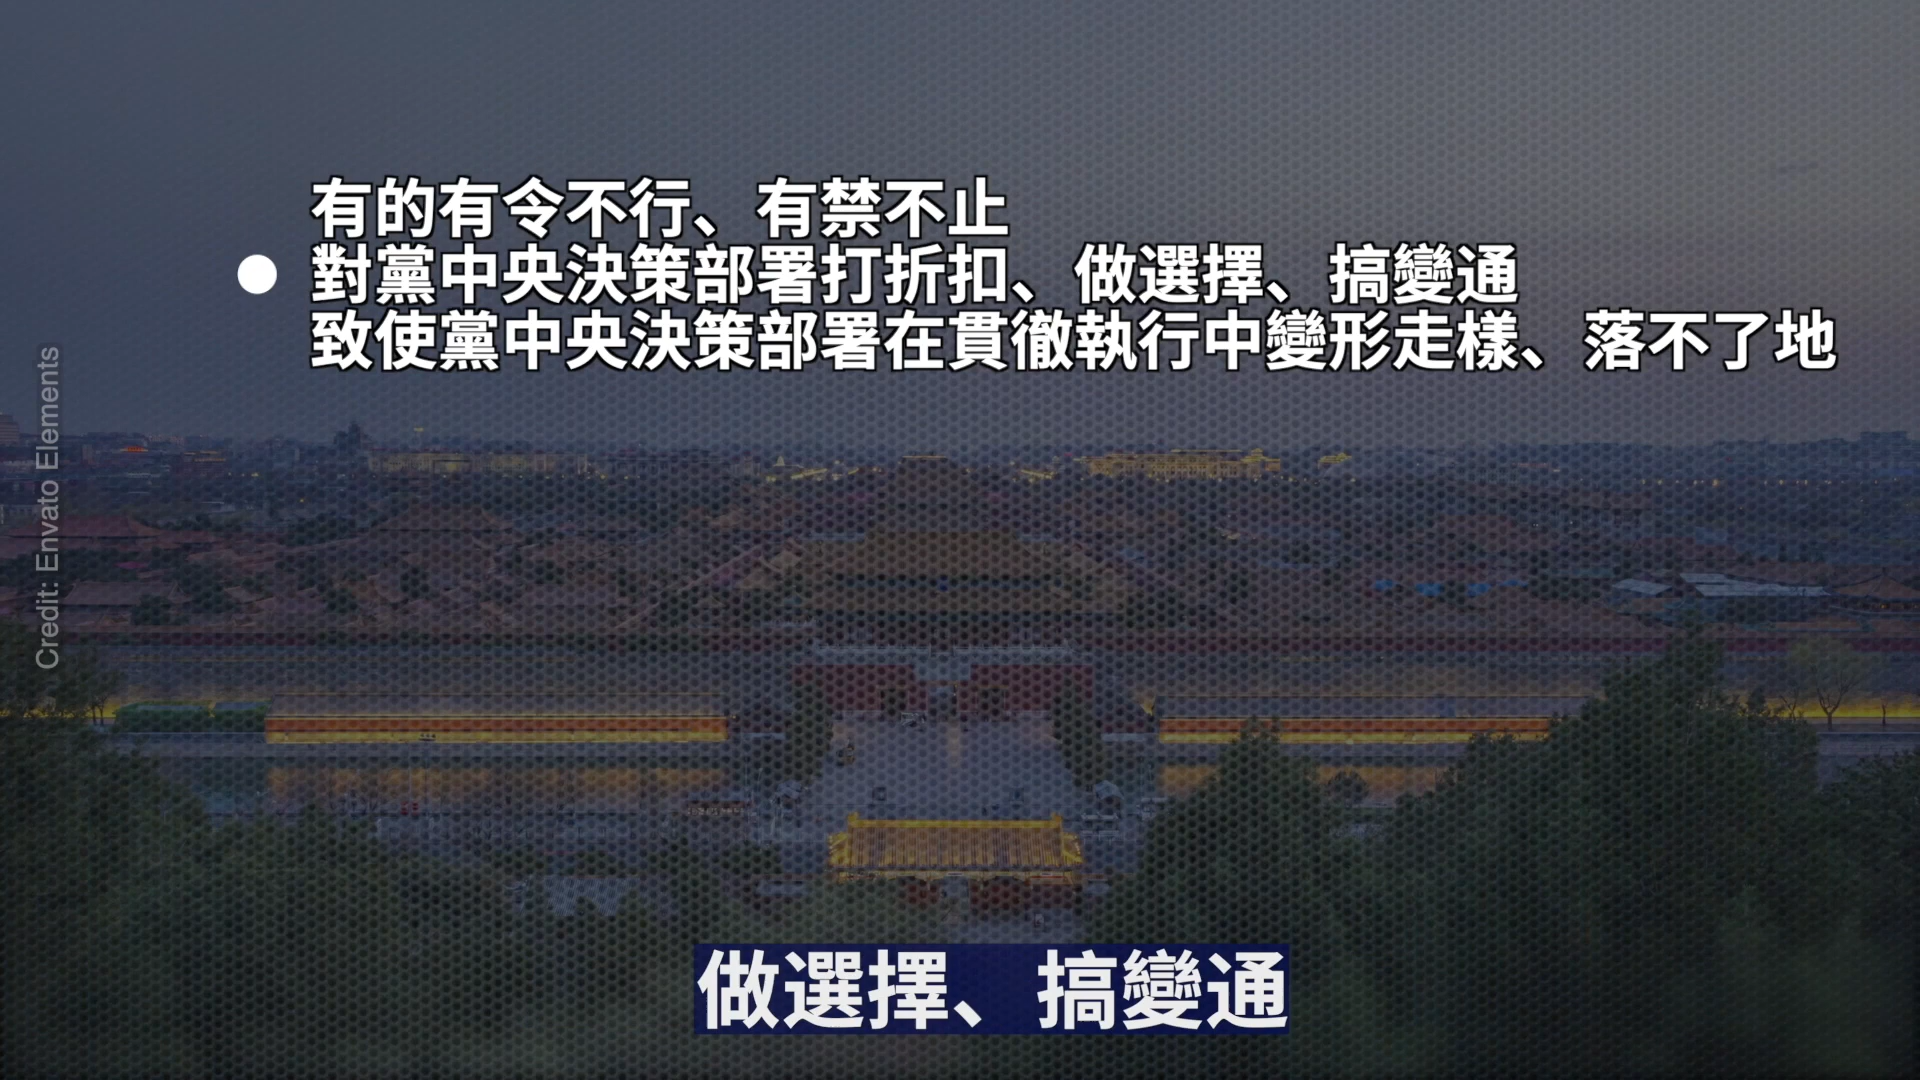 有的有令不行、有禁不止
對黨中央決策部署打折扣、做選擇、搞變通
致使黨中央決策部署在貫徹執行中變形走樣、落不了地
Credit: Envato Elements
做選擇、搞變通